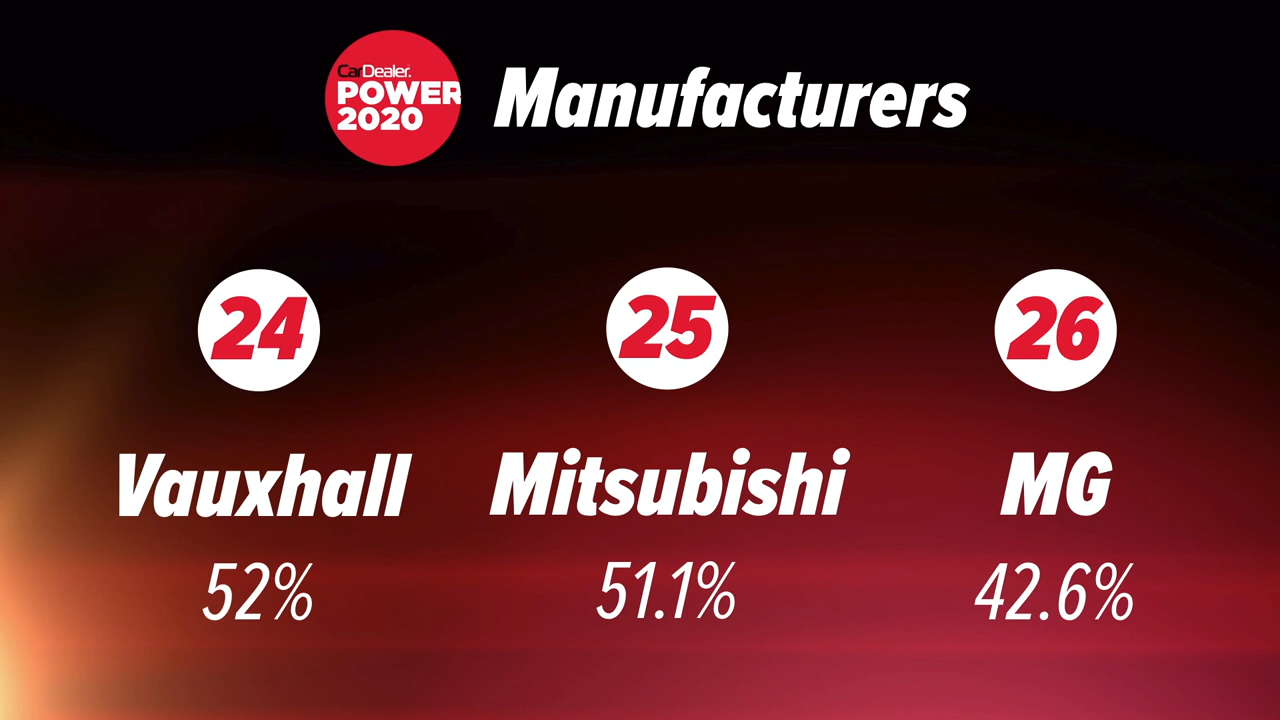 CarDealer.
POWER
2020
Manufacturers
24
25
26
Vauxhall
Mitsubishi
MG
52%
51.1%
42.6%